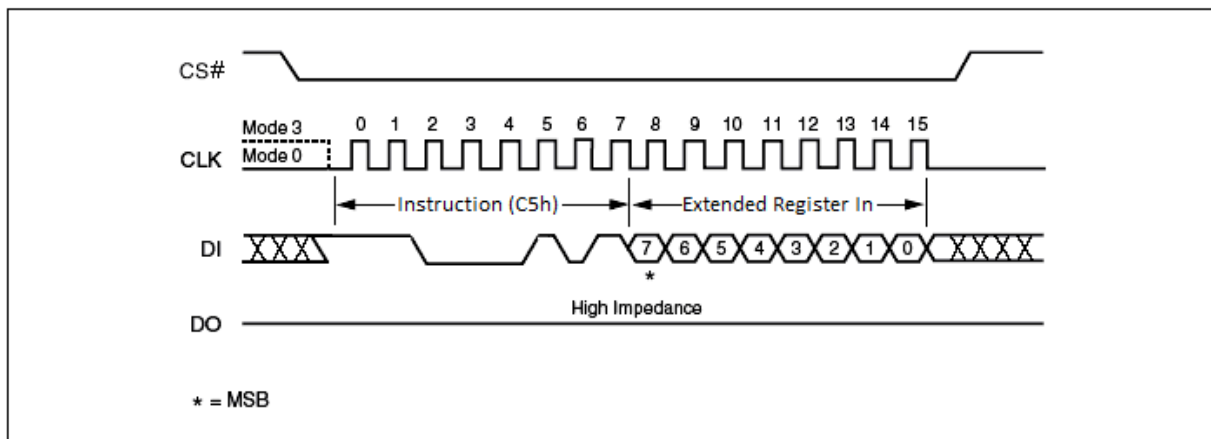 CS#
Mode 3
0 1 2 3 4 5 6 7 8 9 10 11 12 13 14 15
CLK
Mode 0
Instruction (C5h)
Extended Register In
DI
7 6 5 4 3 2 1 0
*
High Impedance
DO
* = MSB